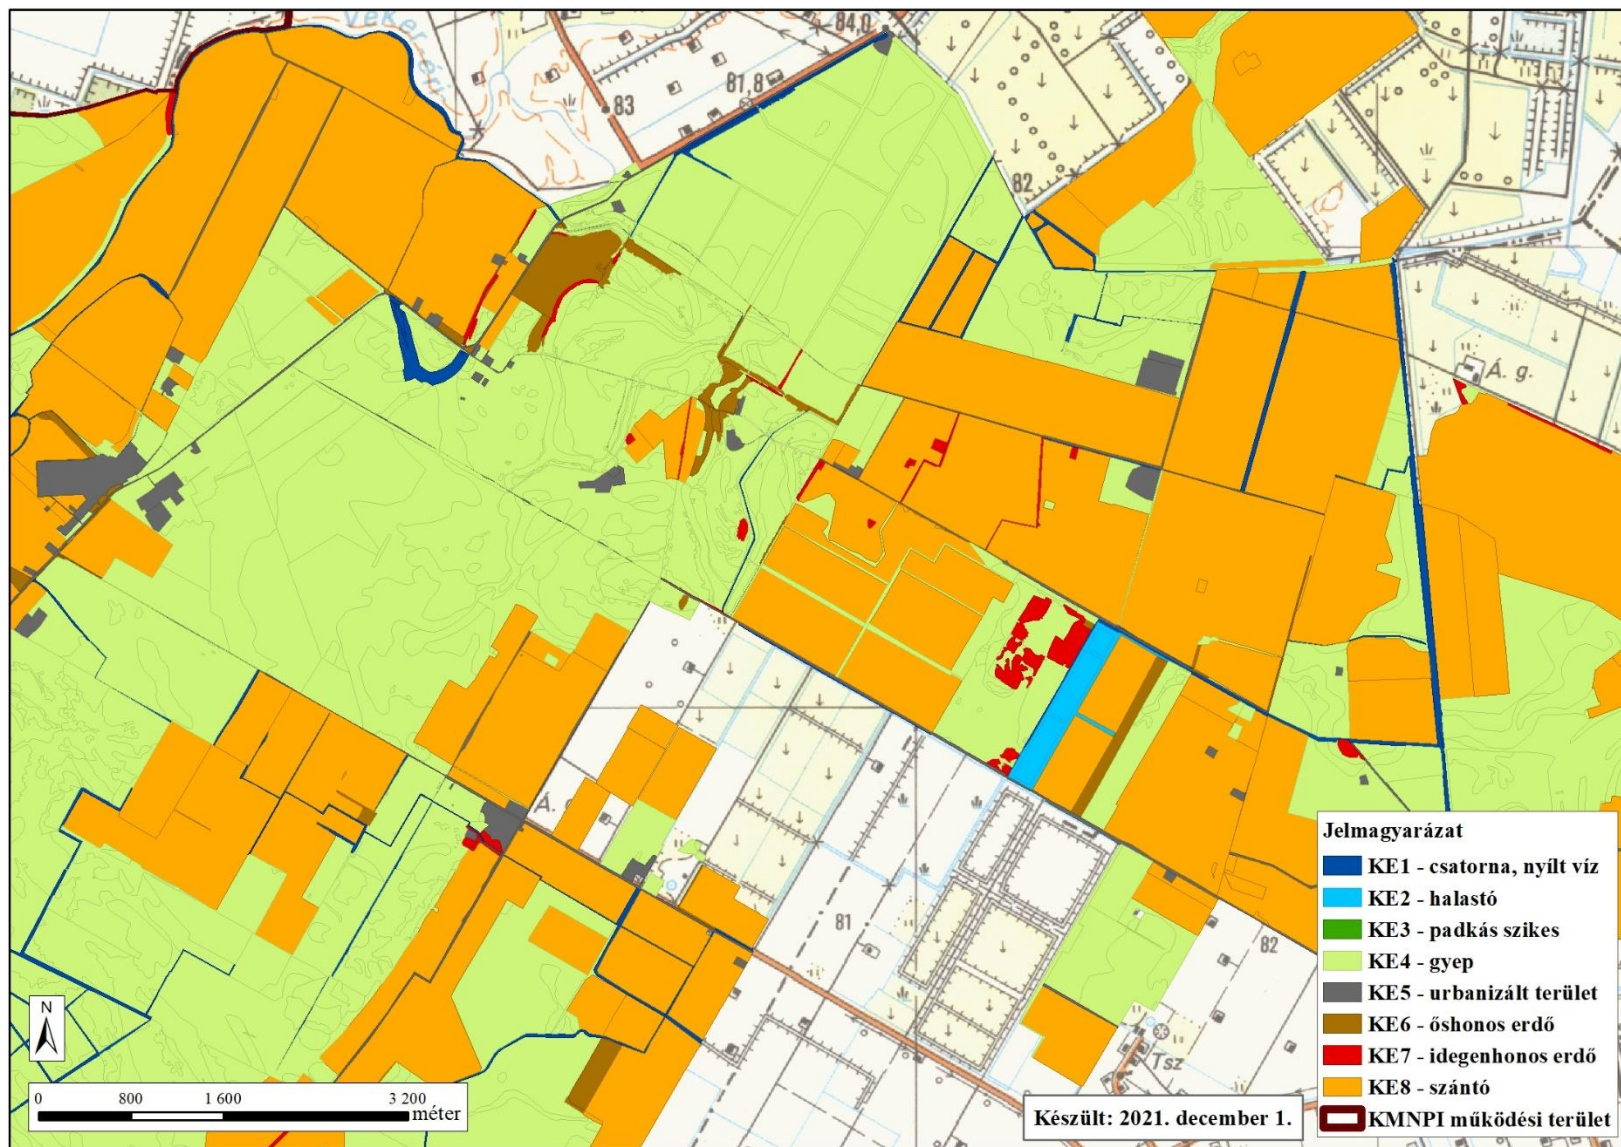 Veker-ér
84,0
81,8
83
82
Á. g.
Á. g.
81
82
Tsz
Jelmagyarázat
KE1 - csatorna, nyílt víz
KE2 - halastó
KE3 - padkás szikes
KE4 - gyep
KE5 - urbanizált terület
KE6 - őshonos erdő
KE7 - idegenhonos erdő
KE8 - szántó
KMNPI működési terület
N
0 800 1 600 3 200
méter
Készült: 2021. december 1.